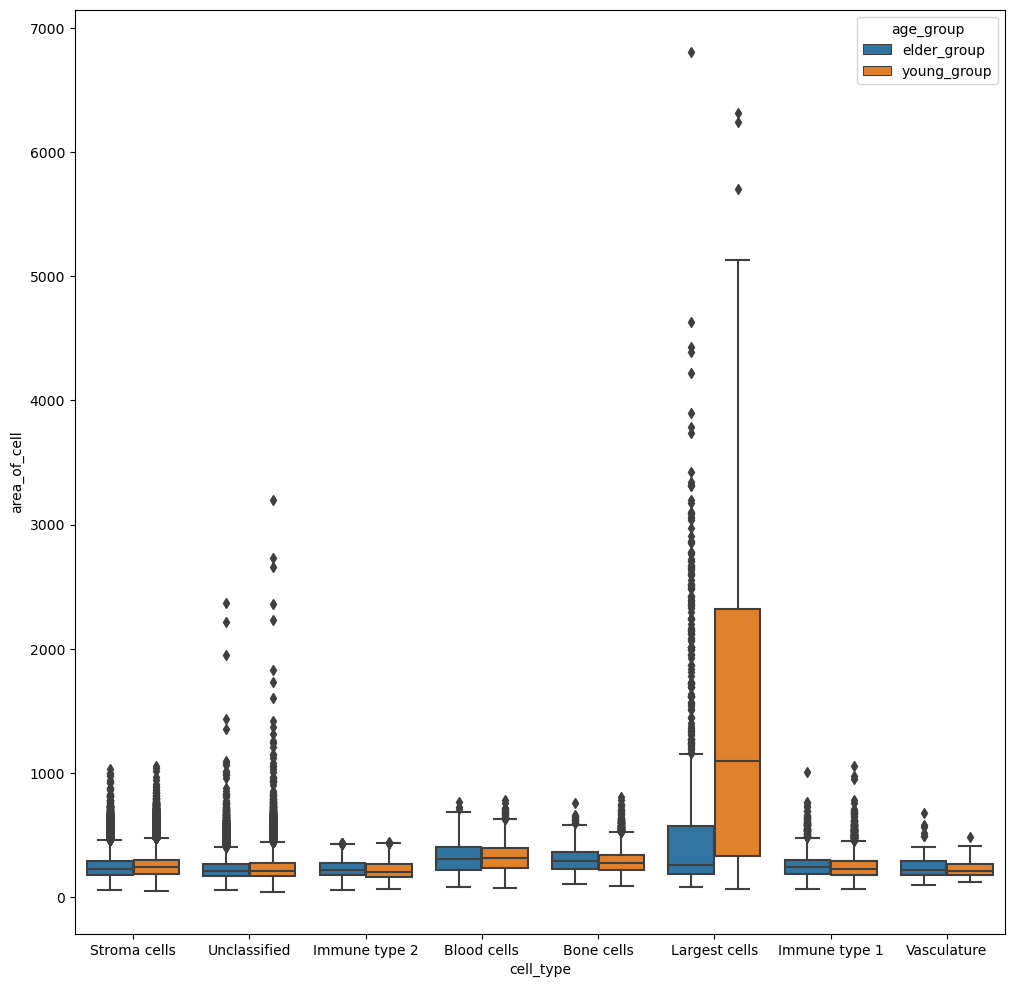 age_group
elder_group
young_group
7000
6000
5000
4000
3000
2000
1000
0
area_of_cell
Stroma cells Unclassified Immune type 2 Blood cells Bone cells Largest cells Immune type 1 Vasculature
cell_type